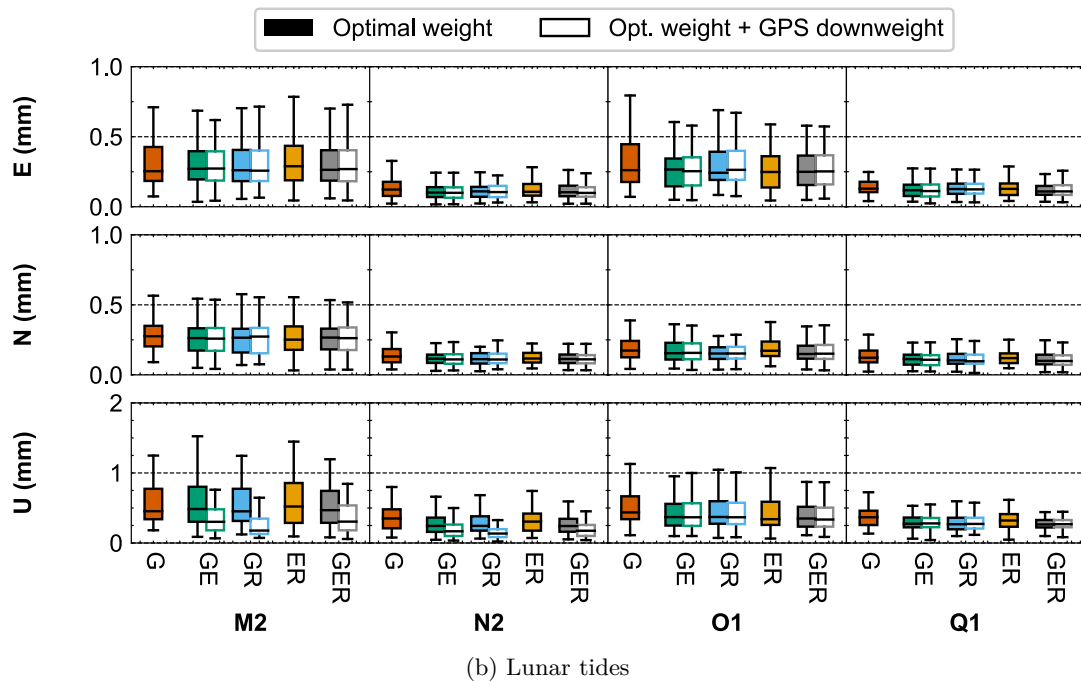 Optimal weight Opt. weight + GPS downweight
E (mm)
1.0
0.5
0.0
N (mm)
1.0
0.5
0.0
U (mm)
2
1
0
G GE GR ER GER G GE GR ER GER G GE GR ER GER G GE GR ER GER
M2 N2 O1 Q1
(b) Lunar tides